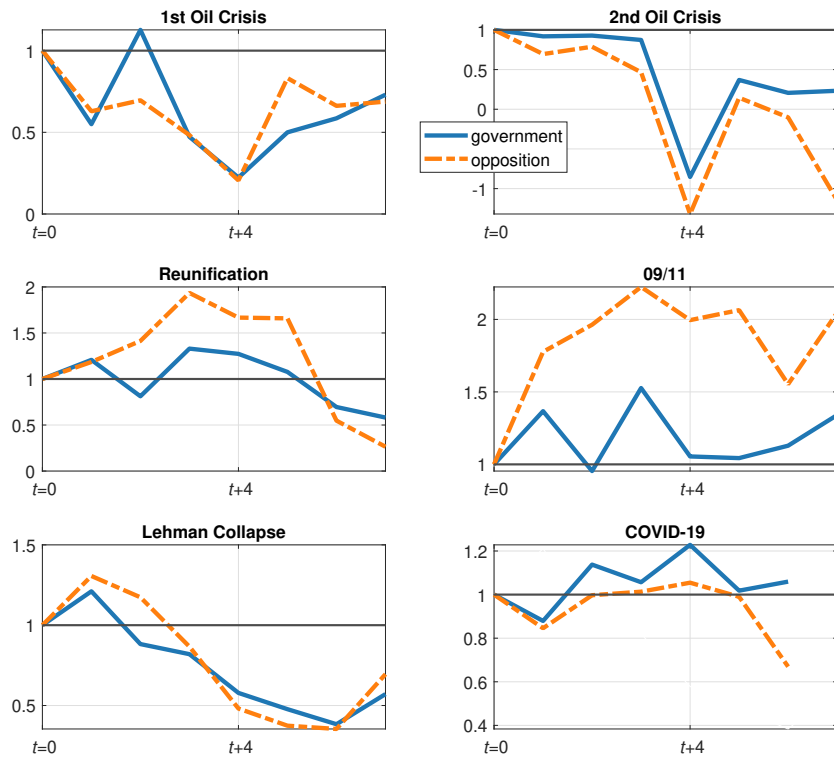 1st Oil Crisis
1
0.5
0
t=0
t+4
2nd Oil Crisis
1
0.5
0
-1
t=0
t+4
government
opposition
Reunification
2
1.5
1
0.5
0
t=0
t+4
09/11
2
1.5
1
t=0
t+4
Lehman Collapse
1.5
1
0.5
t=0
t+4
COVID-19
1.2
1
0.8
0.6
0.4
t=0
t+4